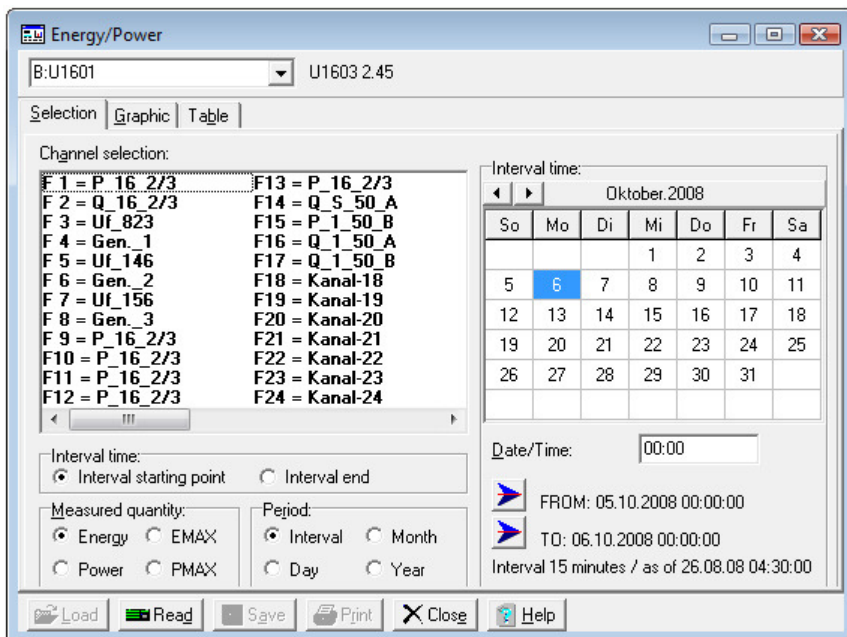 Energy/Power
B:U1601 U1603 2.45
Selection Graphic Table
Channel selection:
F 1 = P_16_2/3 F13 = P_16_2/3
F 2 = Q_16_2/3 F14 = Q_S_50_A
F 3 = Uf_823 F15 = P_1_50_B
F 4 = Gen._1 F16 = Q_1_50_A
F 5 = Uf_146 F17 = Q_1_50_B
F 6 = Gen._2 F18 = Kanal-18
F 7 = Uf_156 F19 = Kanal-19
F 8 = Gen._3 F20 = Kanal-20
F 9 = P_16_2/3 F21 = Kanal-21
F10 = P_16_2/3 F22 = Kanal-22
F11 = P_16_2/3 F23 = Kanal-23
F12 = P_16_2/3 F24 = Kanal-24
Interval time:
Interval starting point Interval end
Measured quantity:
Energy EMAX
Power PMAX
Period:
Interval Month
Day Year
Interval time:
Oktober.2008
So Mo Di Mi Do Fr Sa
1 2 3 4
5 6 7 8 9 10 11
12 13 14 15 16 17 18
19 20 21 22 23 24 25
26 27 28 29 30 31
Date/Time: 00:00
FROM: 05.10.2008 00:00:00
TO: 06.10.2008 00:00:00
Interval 15 minutes / as of 26.08.08 04:30:00
Load Read Save Print Close Help